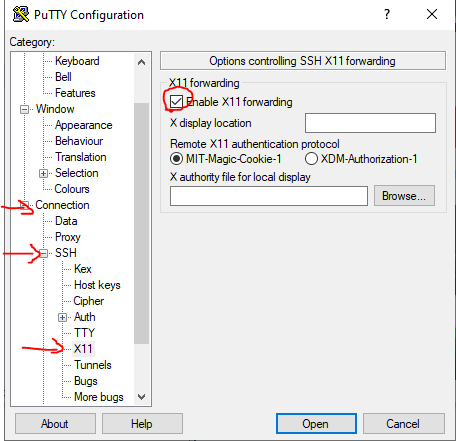 PuTTY Configuration
?
Category:
Keyboard
Bell
Features
Window
Appearance
Behaviour
Translation
Selection
Colours
Connection
Data
Proxy
SSH
Kex
Host keys
Cipher
Auth
TTY
X11
Tunnels
Bugs
More bugs
Options controlling SSH X11 forwarding
X11 forwarding
Enable X11 forwarding
X display location
Remote X11 authentication protocol
MIT-Magic-Cookie-1 XDM-Authorization-1
X authority file for local display
Browse...
About Help Open Cancel